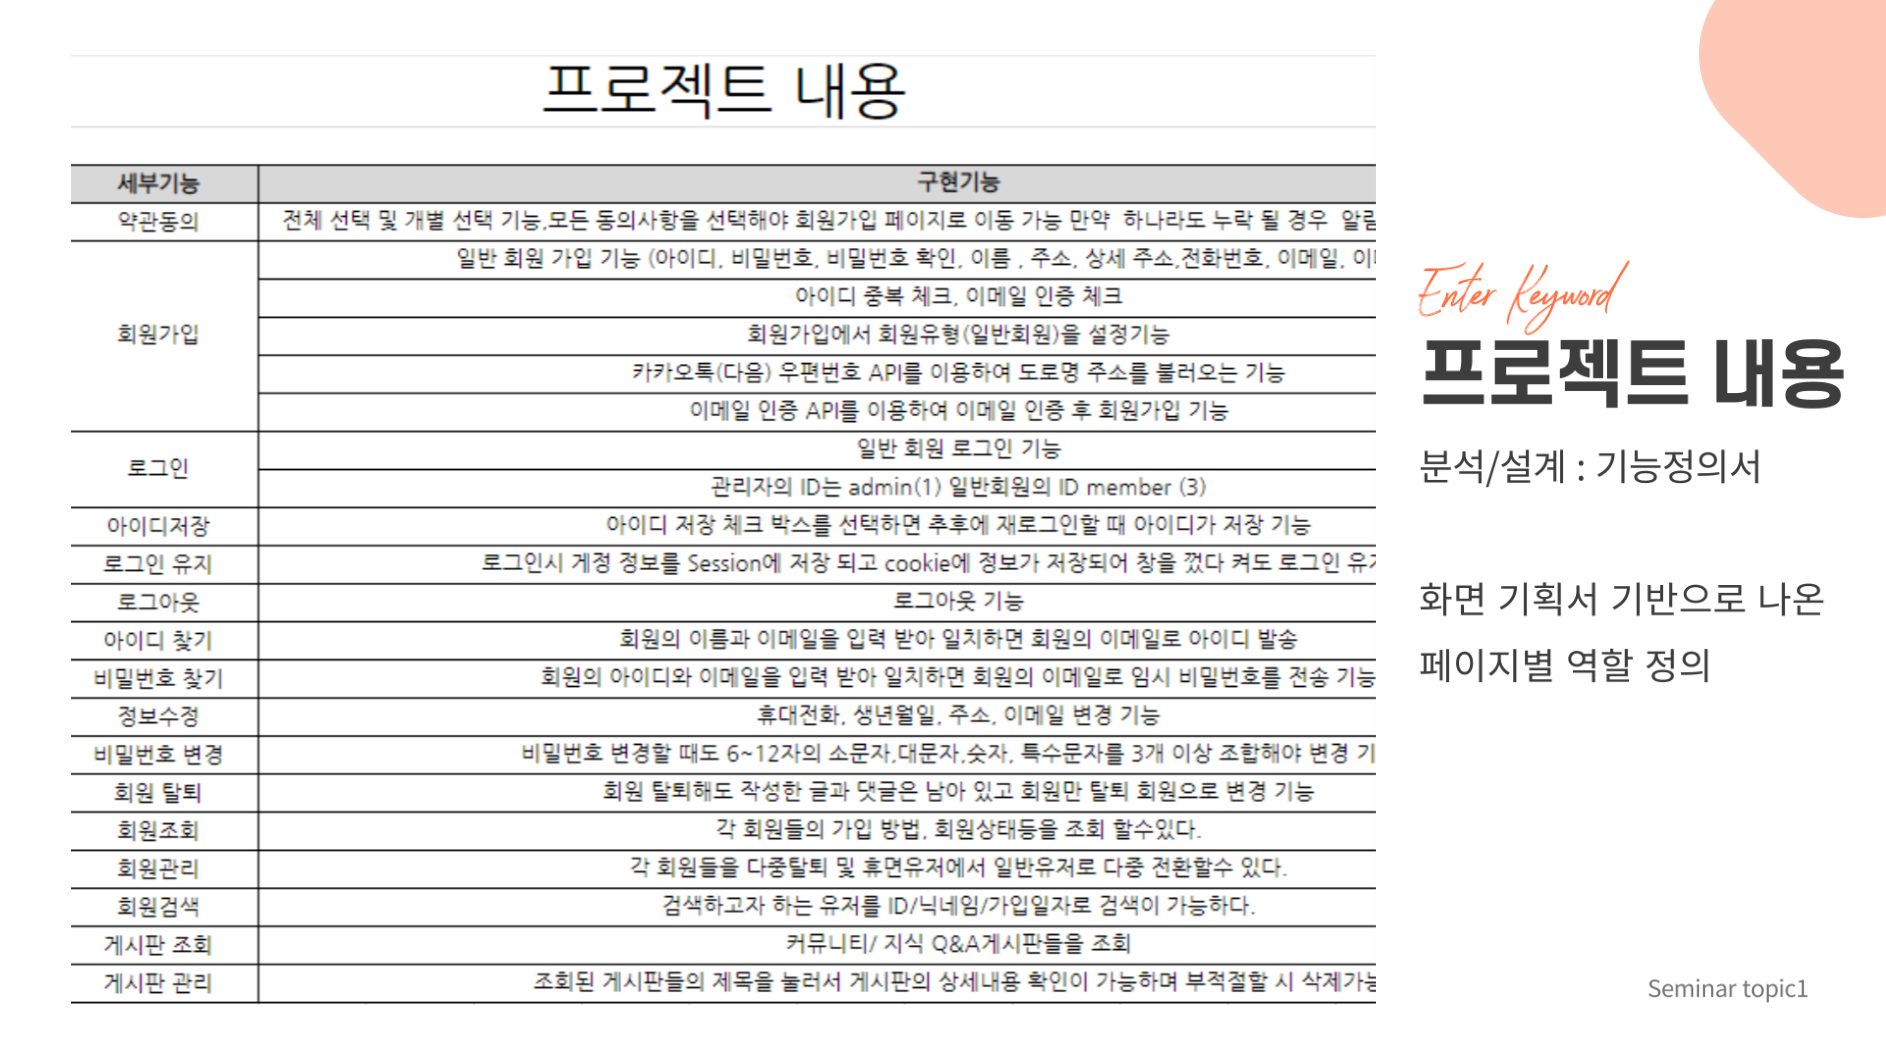 프로젝트 내용
세부기능 구현기능
약관동의 전체 선택 및 개별 선택 기능,모든 동의사항을 선택해야 회원가입 페이지로 이동 가능 만약 하나라도 누락 될 경우 알림
회원가입
일반 회원 가입 기능 (아이디, 비밀번호, 비밀번호 확인, 이름 , 주소, 상세 주소,전화번호, 이메일,
아이디 중복 체크, 이메일 인증 체크
회원가입에서 회원유형(일반회원)을 설정기능
카카오톡(다음) 우편번호 API를 이용하여 도로명 주소를 불러오는 기능
이메일 인증 API를 이용하여 이메일 인증 후 회원가입 기능
로그인
일반 회원 로그인 기능
관리자의 ID는 admin(1) 일반회원의 ID member (3)
아이디저장 아이디 저장 체크 박스를 선택하면 추후에 재로그인할 때 아이디가 저장 기능
로그인 유지 로그인시 게정 정보를 Session에 저장 되고 cookie에 정보가 저장되어 창을 껐다 켜도 로그인 유지
로그아웃 로그아웃 기능
아이디 찾기 회원의 이름과 이메일을 입력 받아 일치하면 회원의 이메일로 아이디 발송
비밀번호 찾기 회원의 아이디와 이메일을 입력 받아 일치하면 회원의 이메일로 임시 비밀번호를 전송 기능
정보수정 휴대전화, 생년월일, 주소, 이메일 변경 기능
비밀번호 변경 비밀번호 변경할 때도 6~12자의 소문자,대문자,숫자, 특수문자를 3개 이상 조합해야 변경 기
회원 탈퇴 회원 탈퇴해도 작성한 글과 댓글은 남아 있고 회원만 탈퇴 회원으로 변경 기능
회원조회 각 회원들의 가입 방법, 회원상태등을 조회 할수있다.
회원관리 각 회원들을 다중탈퇴 및 휴면유저에서 일반유저로 다중 전환할수 있다.
회원검색 검색하고자 하는 유저를 ID/닉네임/가입일자로 검색이 가능하다.
게시판 조회 커뮤니티/ 지식 Q&A게시판들을 조회
게시판 관리 조회된 게시판들의 제목을 눌러서 게시판의 상세내용 확인이 가능하며 부적절할 시 삭제가능
Enter Keyword
프로젝트 내용
분석/설계 : 기능정의서
화면 기획서 기반으로 나온
페이지별 역할 정의
Seminar topic1